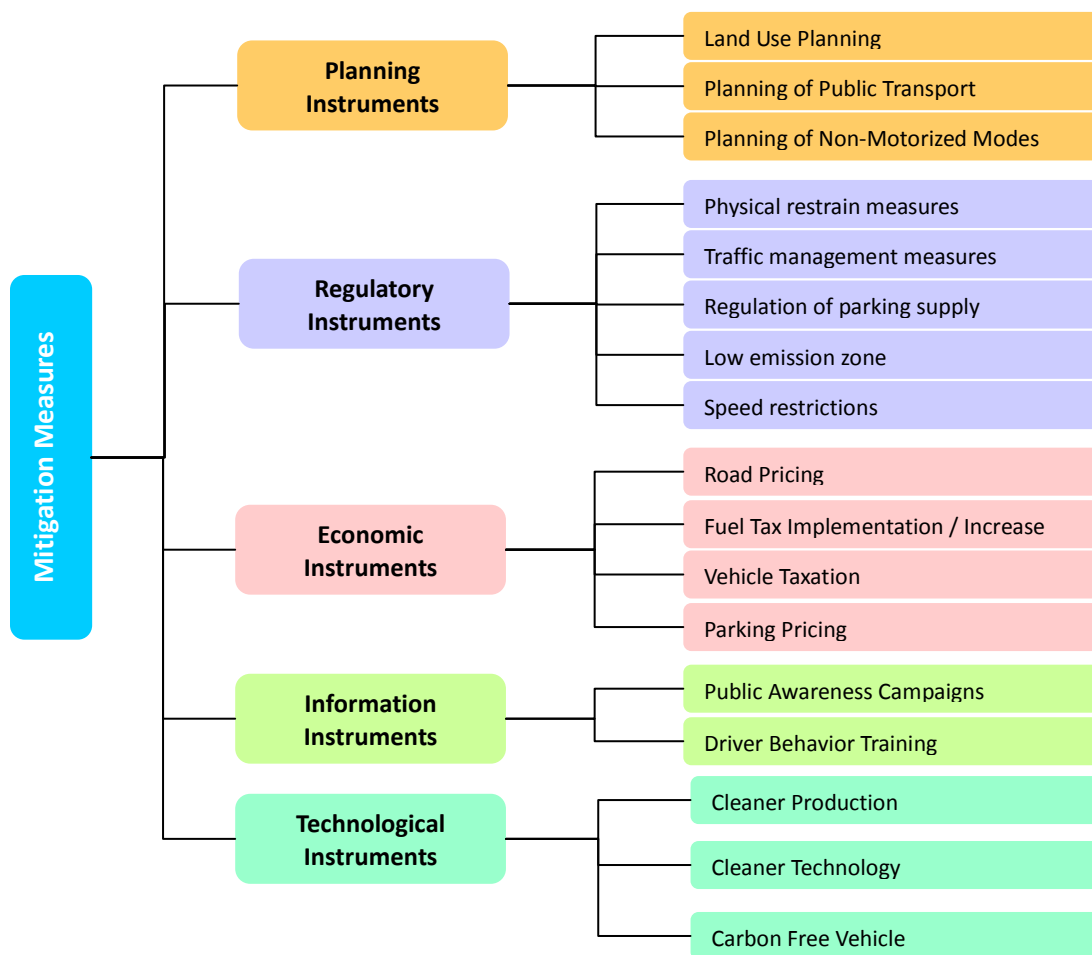 Mitigation Measures
Planning
Instruments
Land Use Planning
Planning of Public Transport
Planning of Non-Motorized Modes
Regulatory
Instruments
Physical restrain measures
Traffic management measures
Regulation of parking supply
Low emission zone
Speed restrictions
Economic
Instruments
Road Pricing
Fuel Tax Implementation / Increase
Vehicle Taxation
Parking Pricing
Information
Instruments
Public Awareness Campaigns
Driver Behavior Training
Technological
Instruments
Cleaner Production
Cleaner Technology
Carbon Free Vehicle